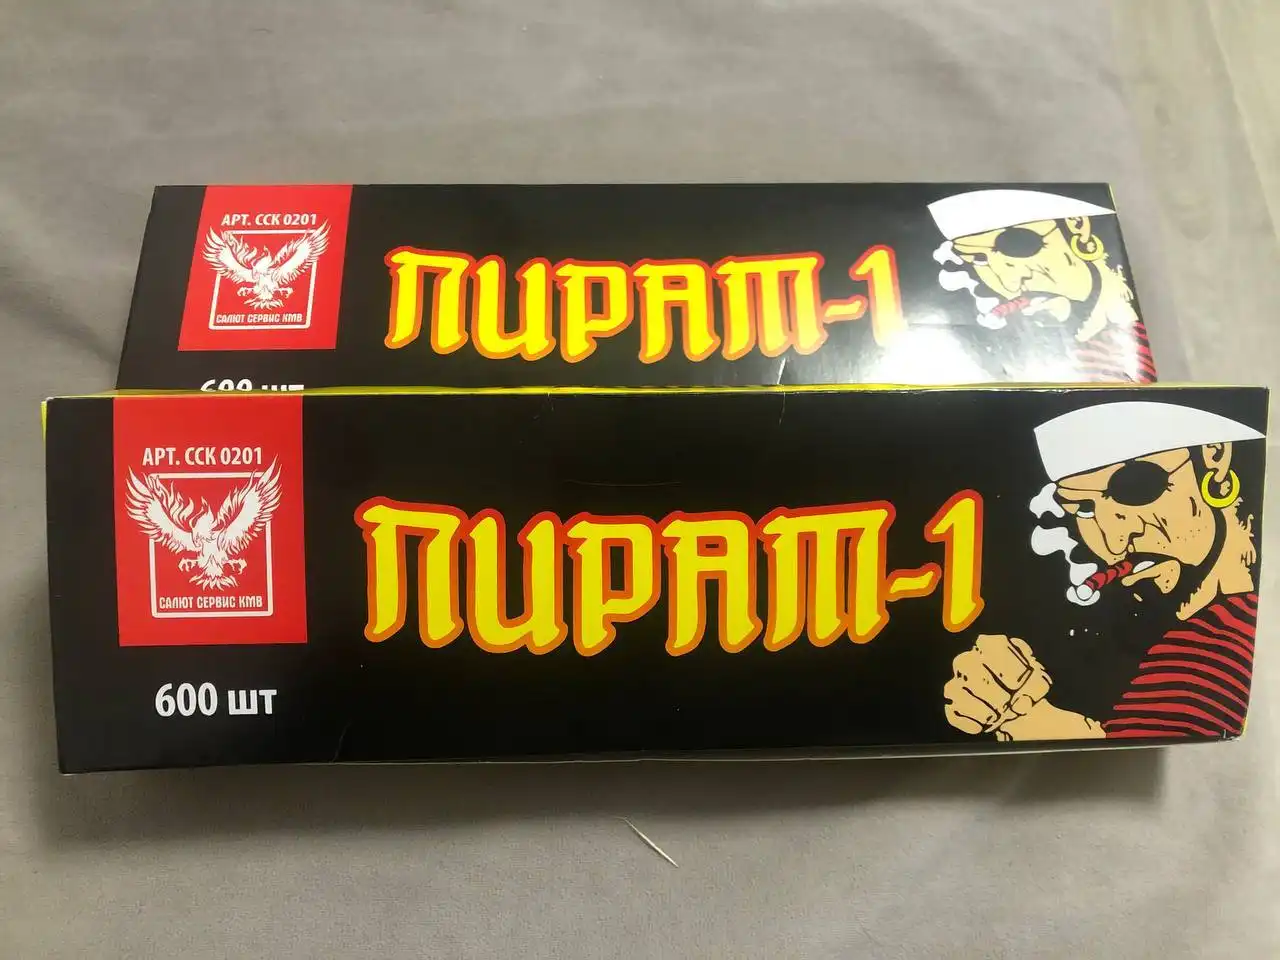 АРТ. ССК 0201
САЛЮТ СЕРВИС КМВ
ПИРАТ-1
600 шт
АРТ. ССК 0201
САЛЮТ СЕРВИС КМВ
ПИРАТ-1
600 шт